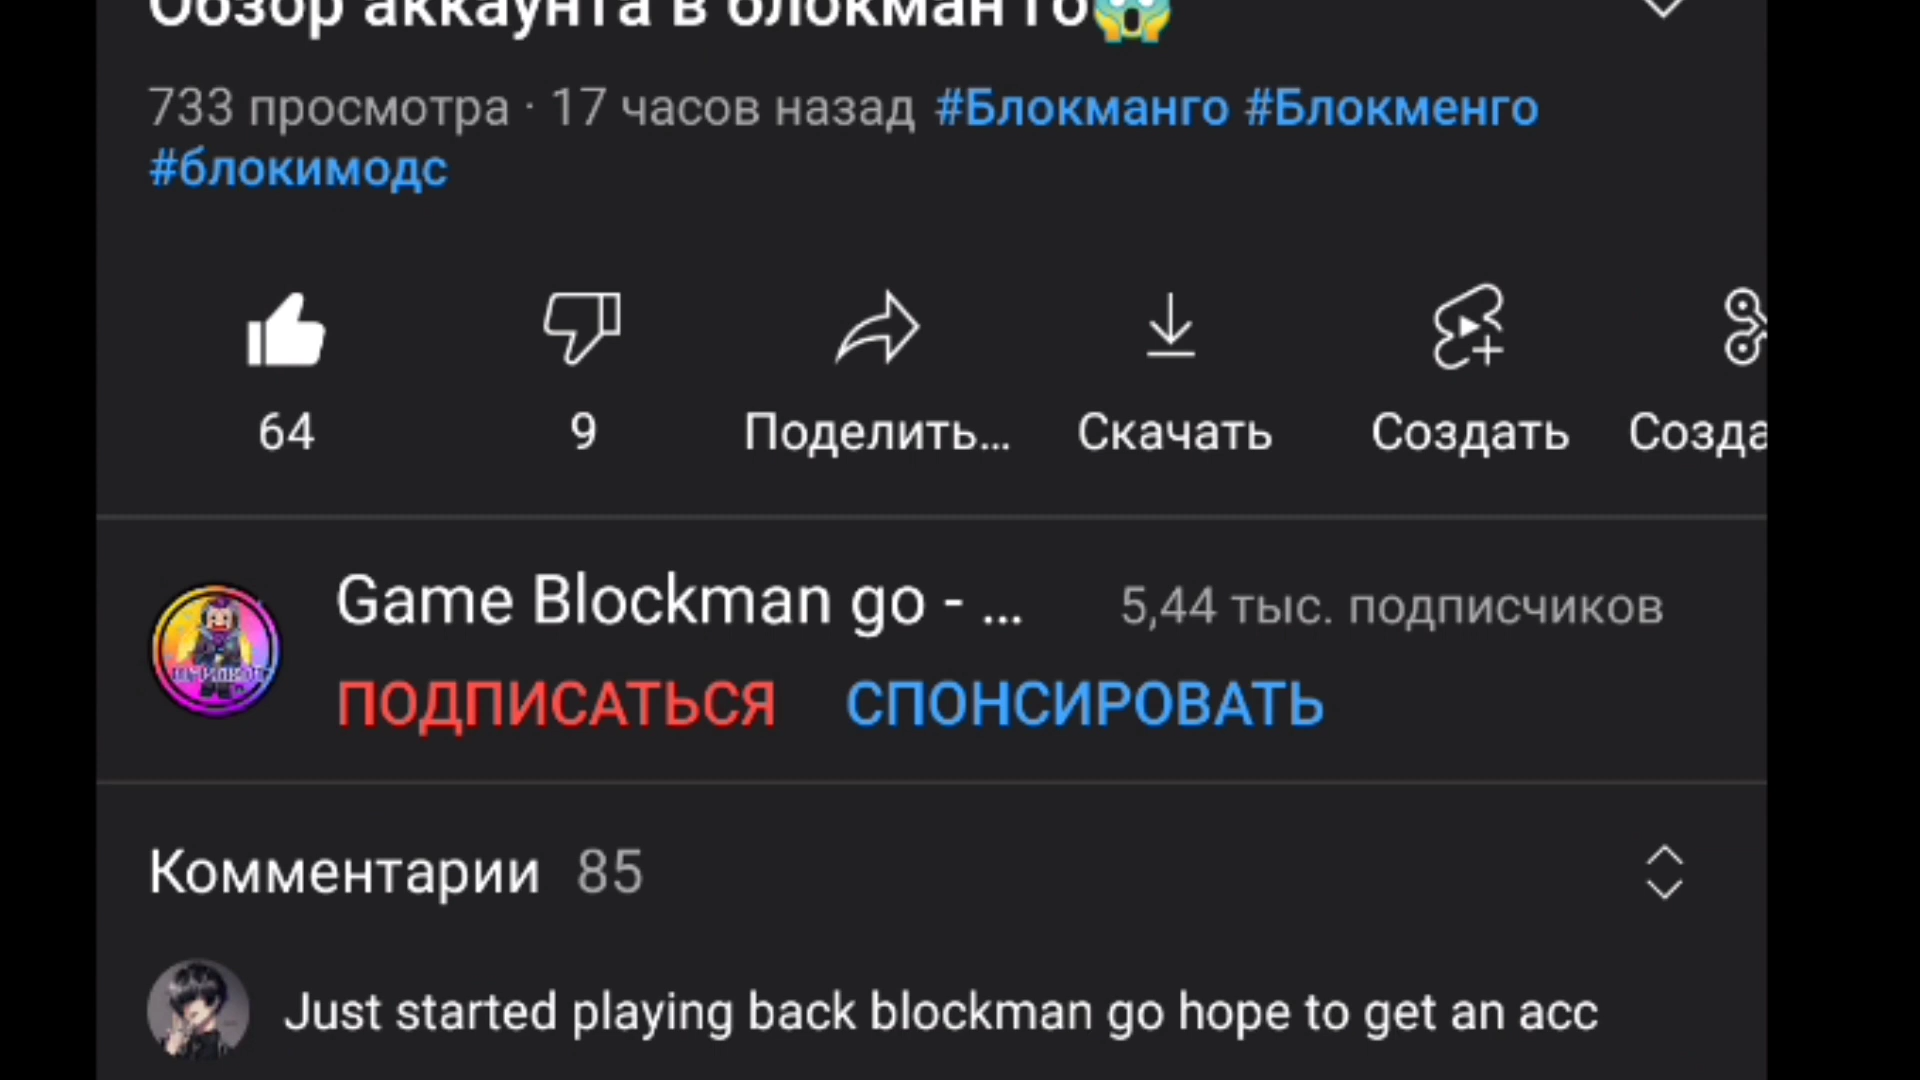 Обзор аккаунта в блокман го😱
733 просмотра · 17 часов назад #Блокманго #Блокменго
#блокимодс
64 9 Поделить... Скачать Создать Созда
Game Blockman go - ... 5,44 тыс. подписчиков
ПОДПИСАТЬСЯ СПОНСИРОВАТЬ
Комментарии 85
Just started playing back blockman go hope to get an acc